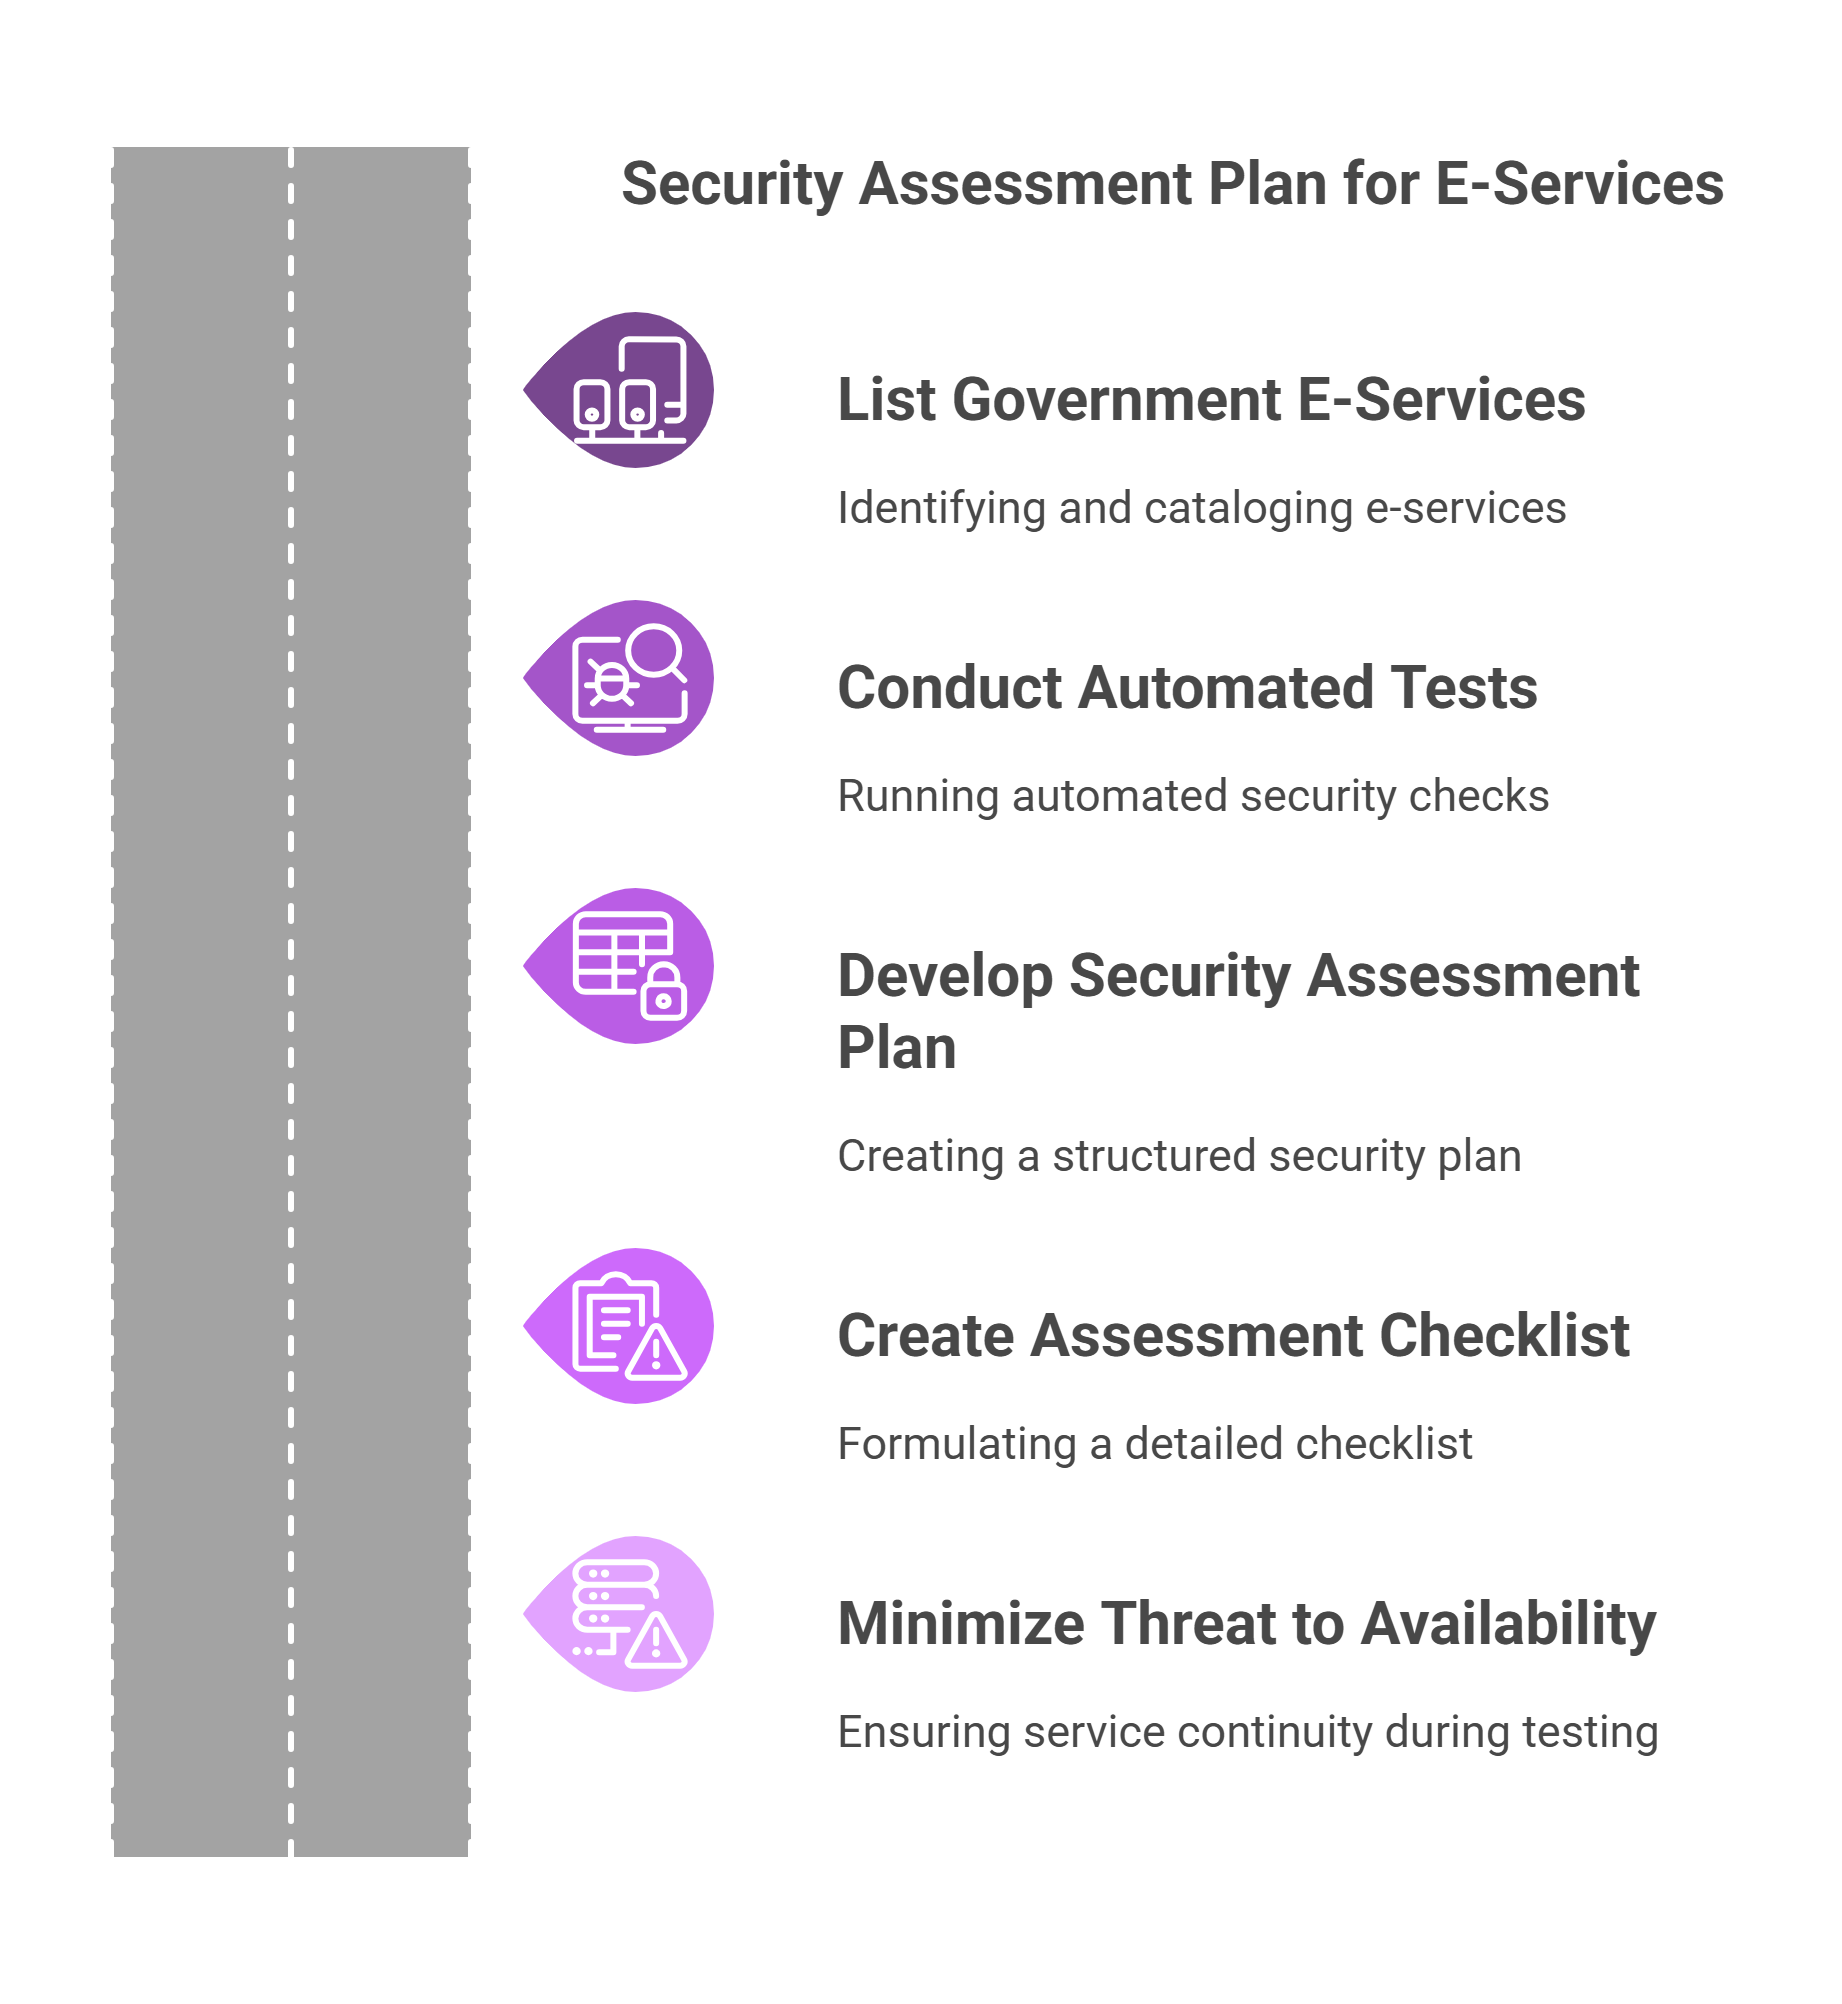 Security Assessment Plan for E-Services
List Government E-Services
Identifying and cataloging e-services
Conduct Automated Tests
Running automated security checks
Develop Security Assessment
Plan
Creating a structured security plan
Create Assessment Checklist
Formulating a detailed checklist
Minimize Threat to Availability
Ensuring service continuity during testing